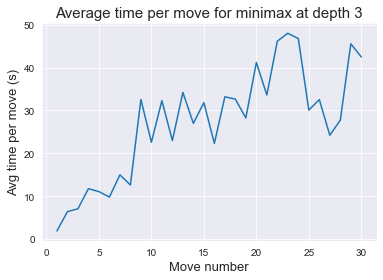 Average time per move for minimax at depth 3
Avg time per move (s)
50
40
30
20
10
0
0 5 10 15 20 25 30
Move number